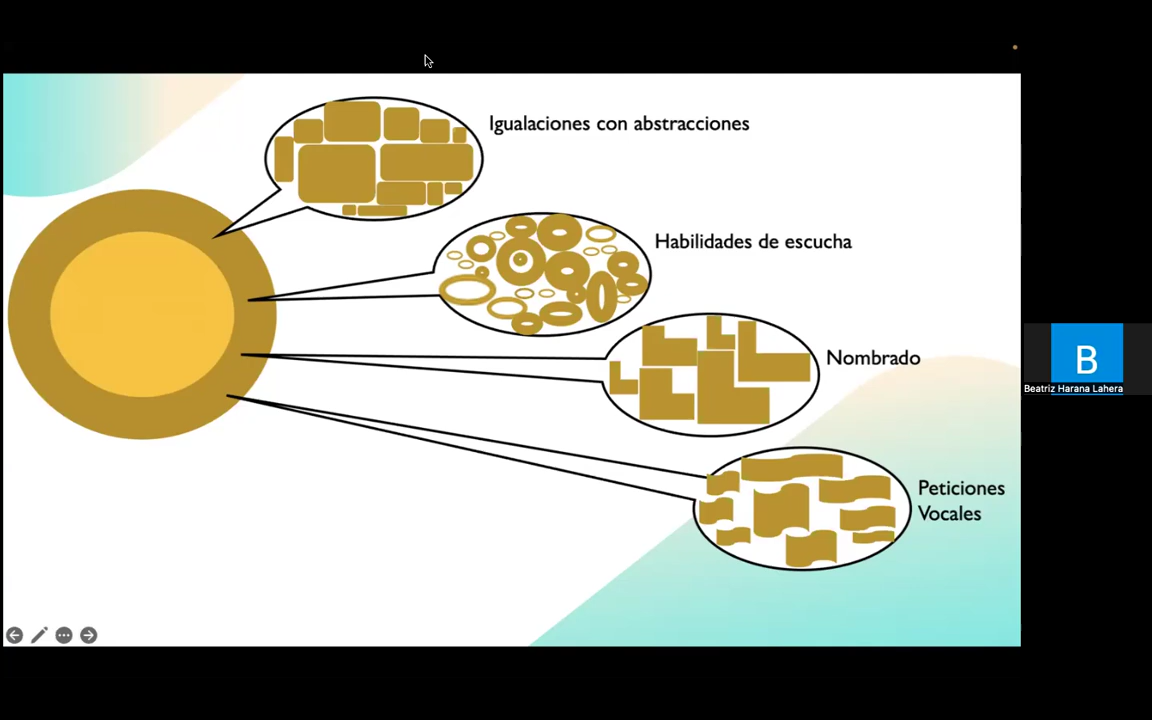 Igualaciones con abstracciones
Habilidades de escucha
Nombrado
B
Beatriz Harana Lahera
Peticiones
Vocales